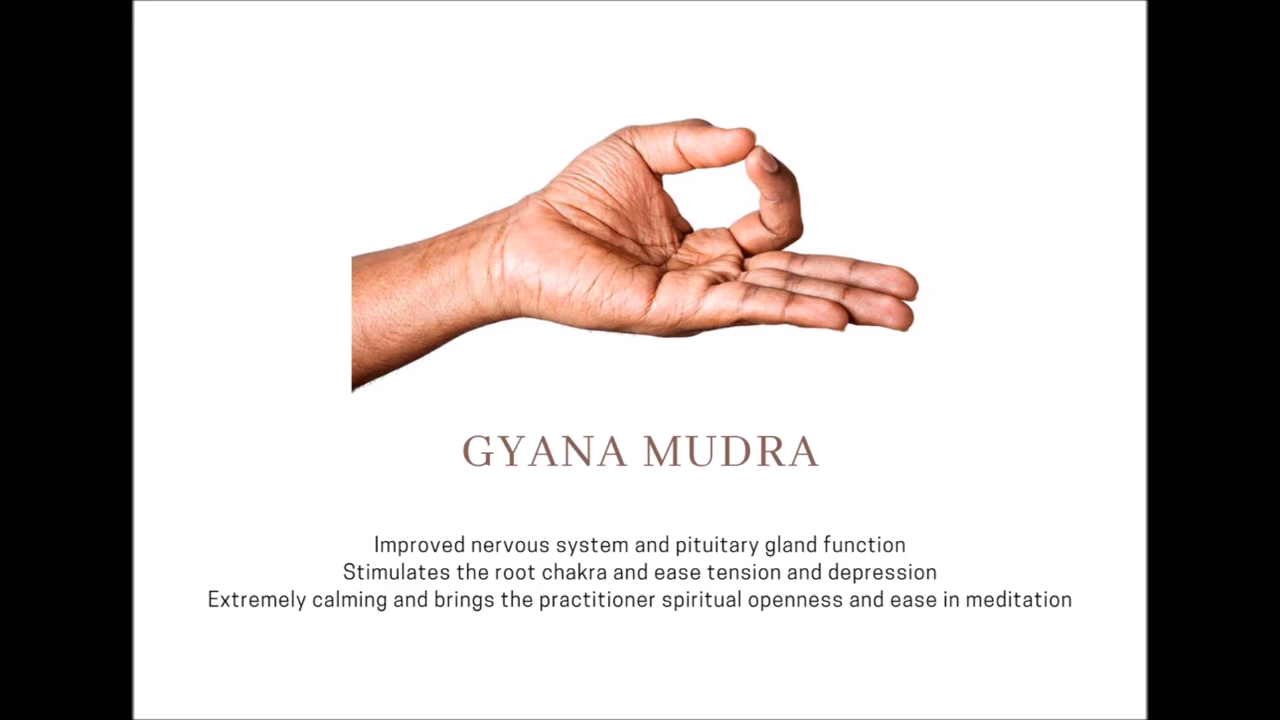 GYANA MUDRA
Improved nervous system and pituitary gland function
Stimulates the root chakra and ease tension and depression
Extremely calming and brings the practitioner spiritual openness and ease in meditation